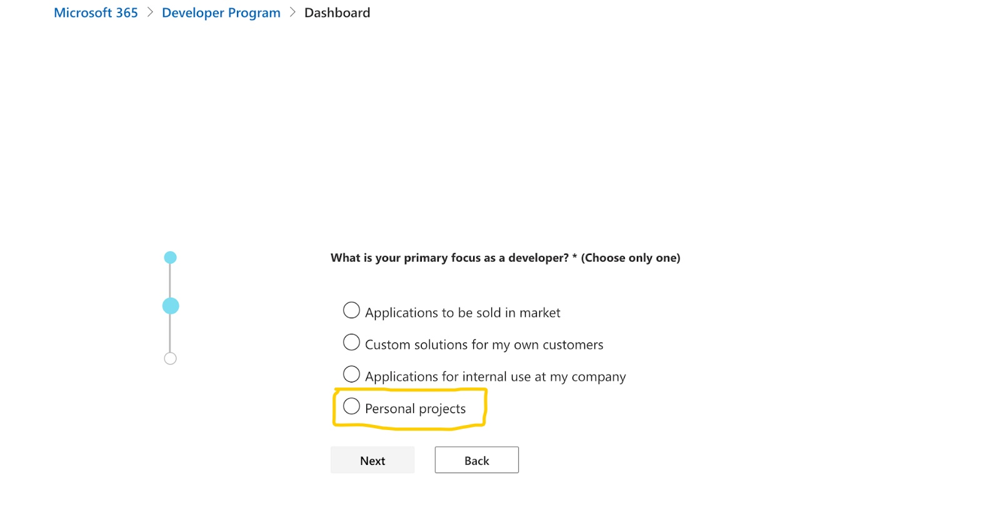 Microsoft 365 > Developer Program > Dashboard
What is your primary focus as a developer? * (Choose only one)
Applications to be sold in market
Custom solutions for my own customers
Applications for internal use at my company
Personal projects
Next Back